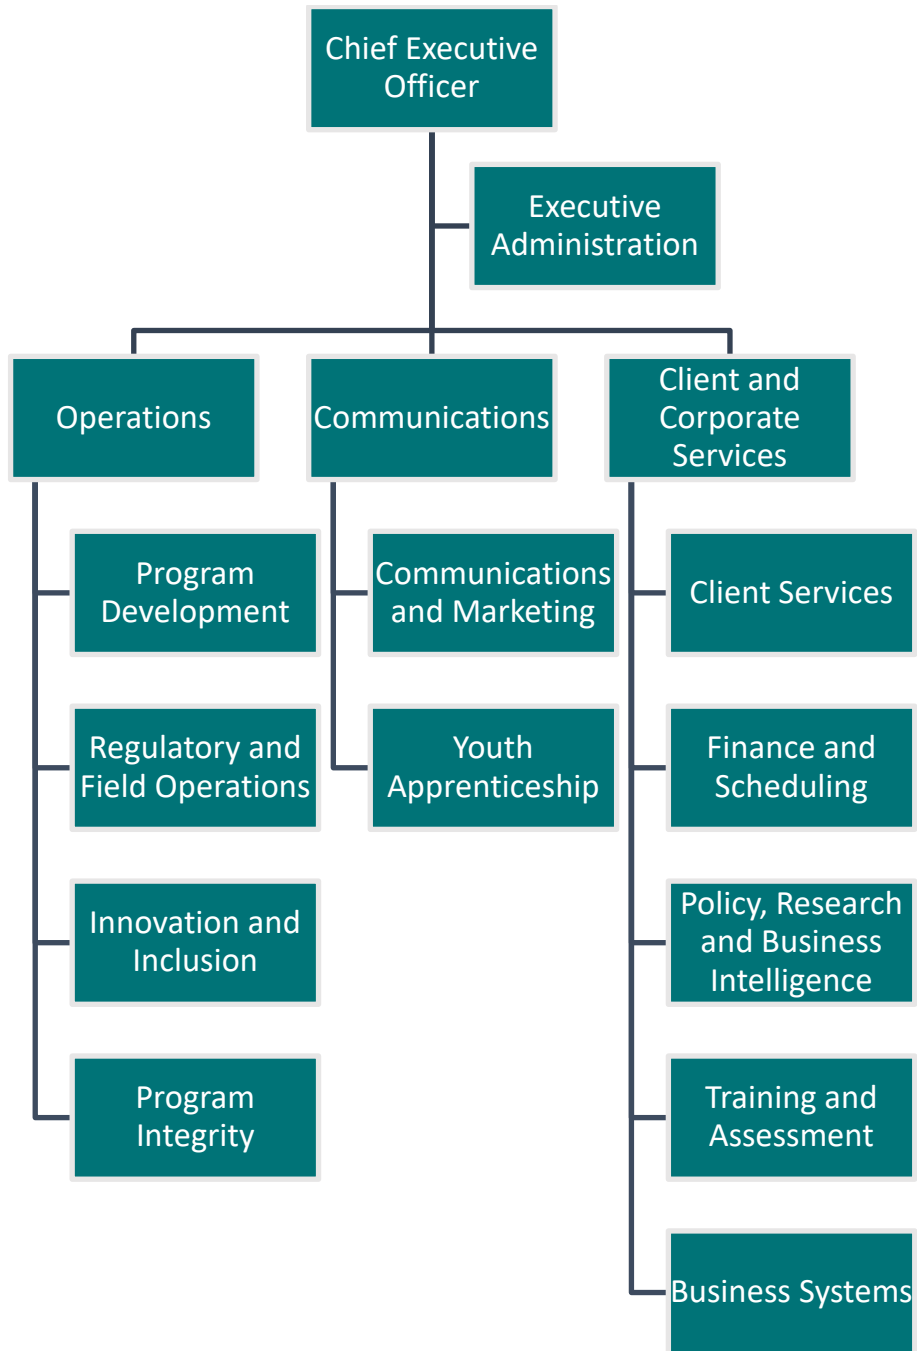 Chief Executive
Officer
Executive
Administration
Operations
Communications
Client and
Corporate
Services
Program
Development
Regulatory and
Field Operations
Innovation and
Inclusion
Program
Integrity
Communications
and Marketing
Youth
Apprenticeship
Client Services
Finance and
Scheduling
Policy, Research
and Business
Intelligence
Training and
Assessment
Business Systems